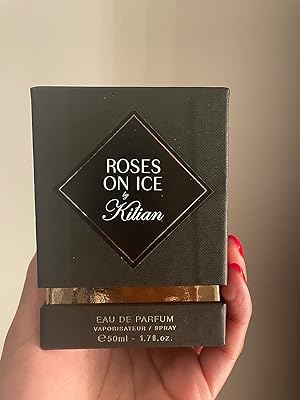 ROSES
ON ICE
by
Kilian
EAU DE PARFUM
VAPORISATEUR / SPRAY
℮50ml - 1.7fl.oz.